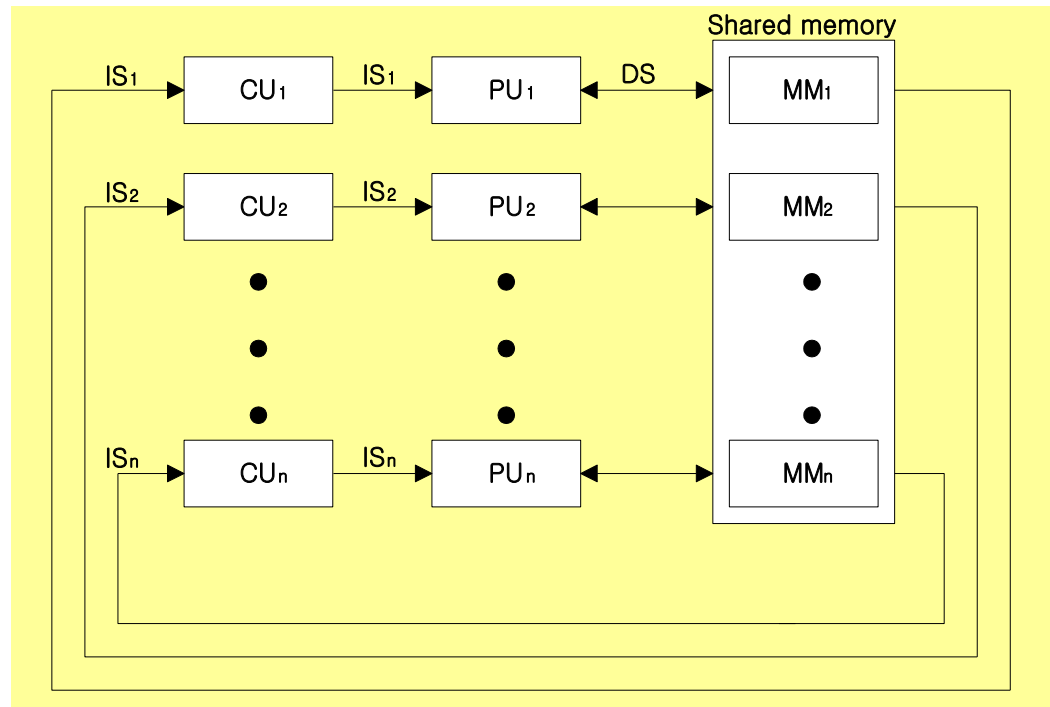 Shared memory
IS1 CU1 IS1 PU1 DS MM1
IS2 CU2 IS2 PU2 MM2
ISn CUn ISn PUn MMn